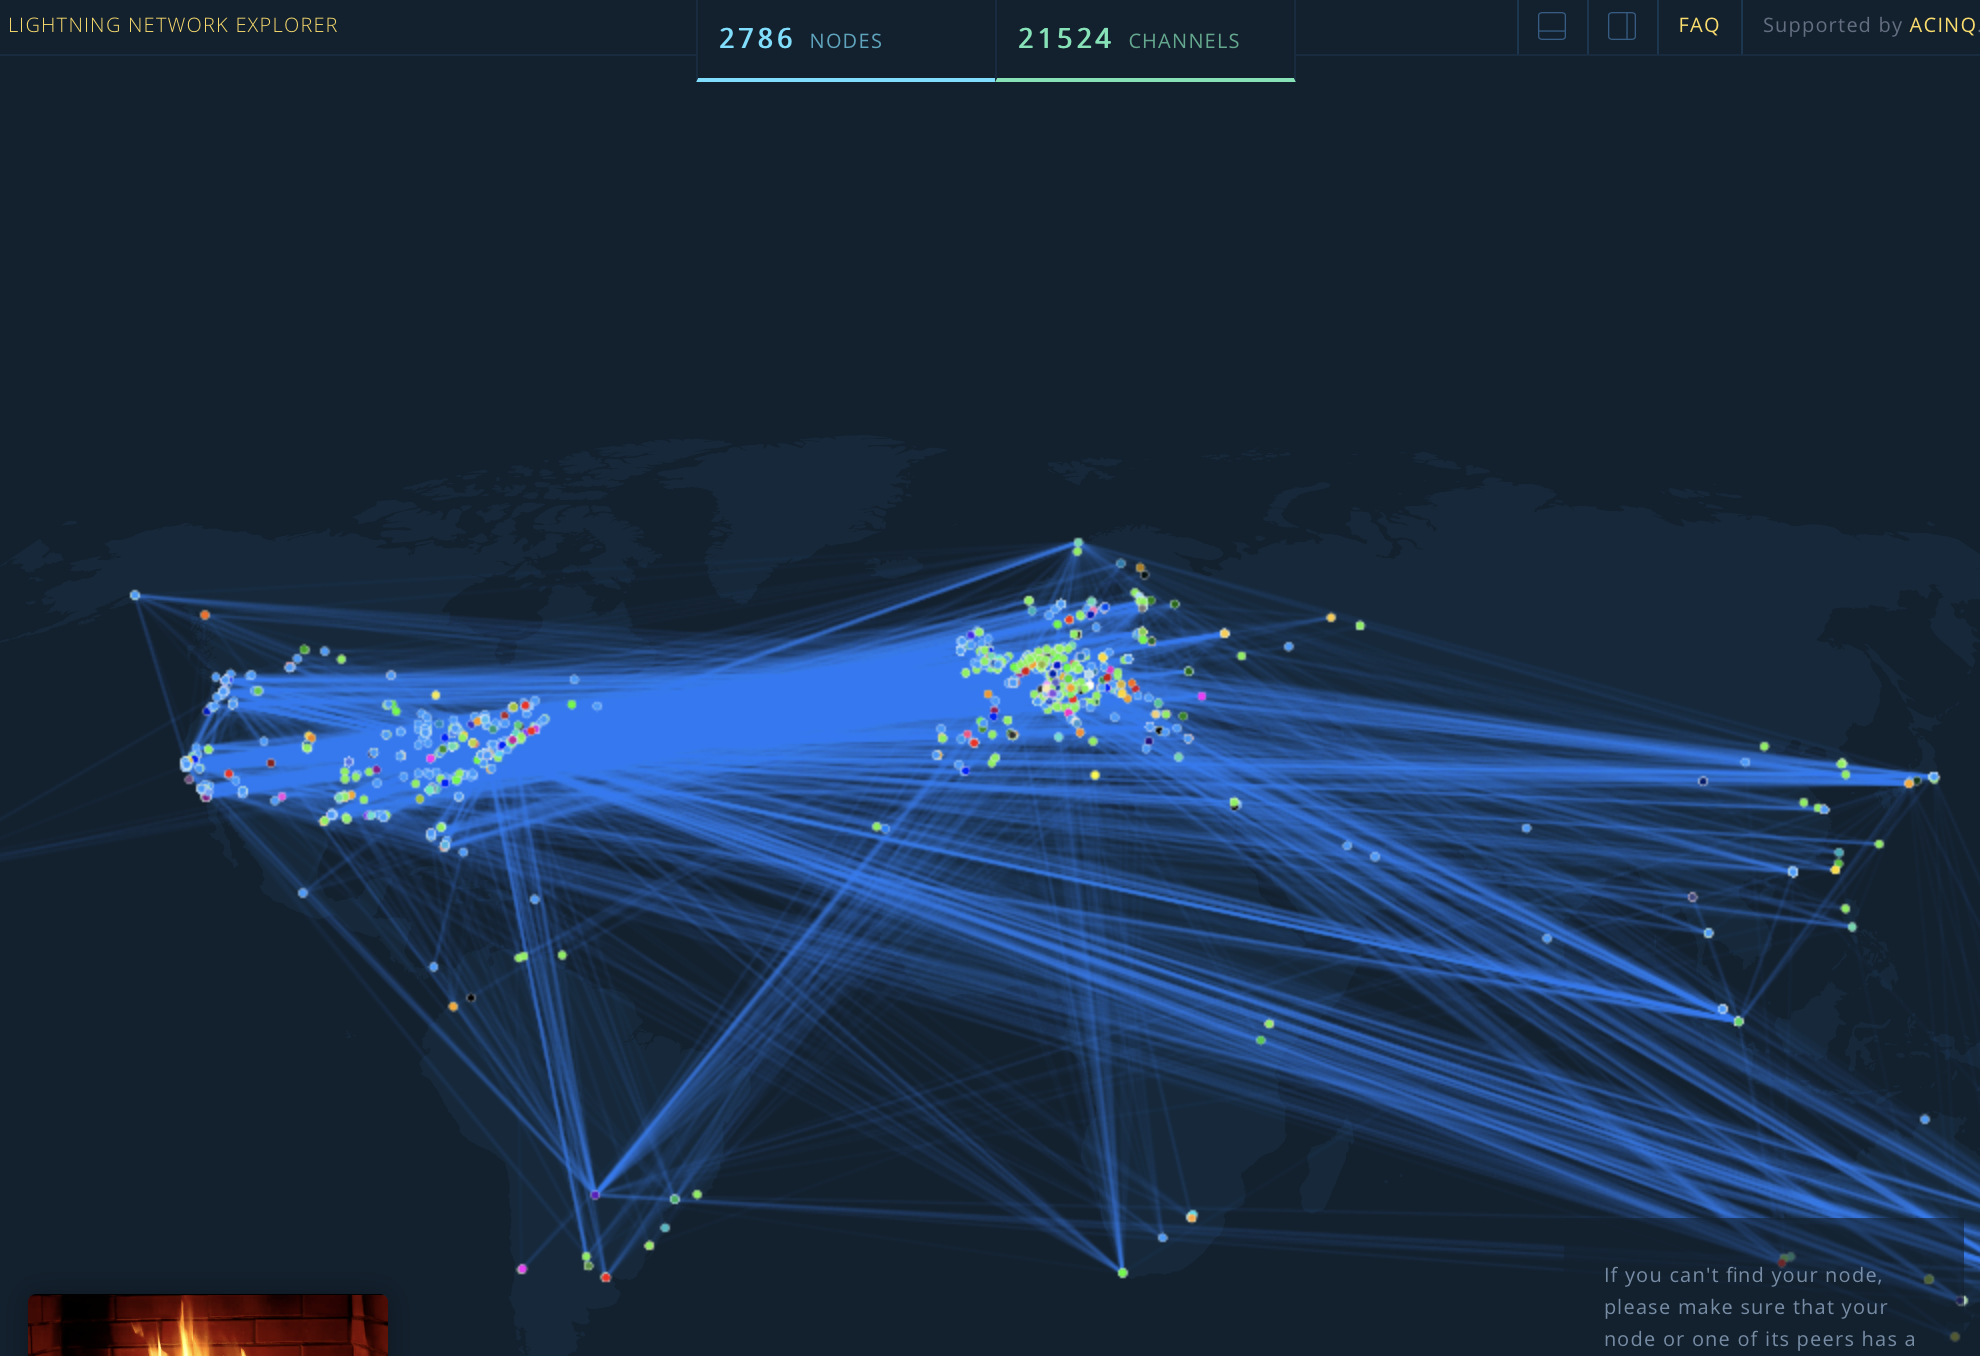 LIGHTNING NETWORK EXPLORER
2786 NODES
21524 CHANNELS
FAQ
Supported by ACINQ
If you can't find your node,
please make sure that your
node or one of its peers has a